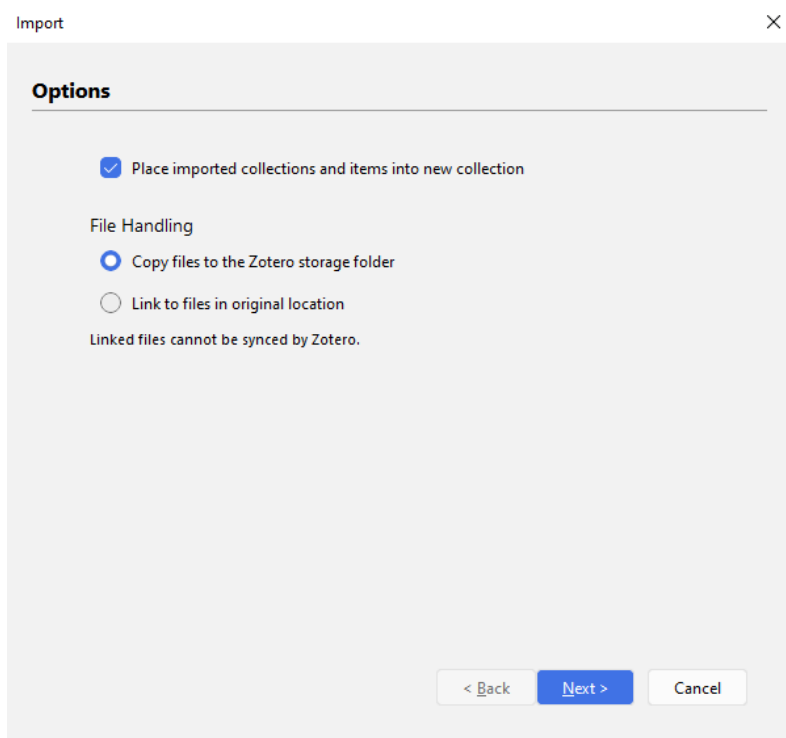 Import
Options
Place imported collections and items into new collection
File Handling
Copy files to the Zotero storage folder
Link to files in original location
Linked files cannot be synced by Zotero.
< Back Next > Cancel